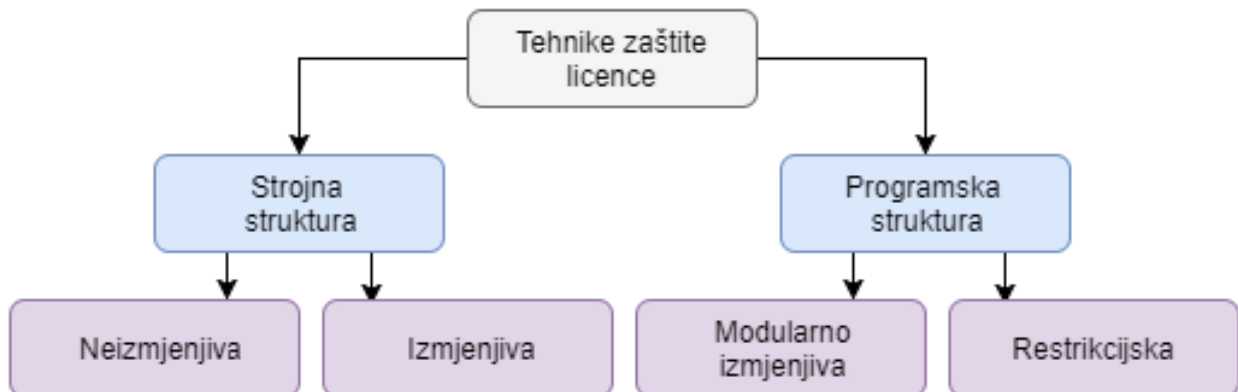 Tehnike zaštite
licence
Strojna
struktura
Programska
struktura
Neizmjenjiva
Izmjenjiva
Modularno
izmjenjiva
Restrikcijska